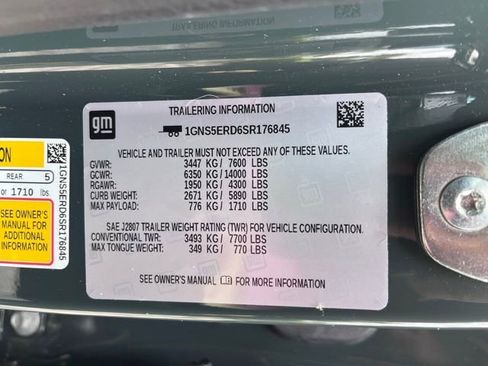 TRAILERING INFORMATION
gm
1GNS5ERD6SR176845
VEHICLE AND TRAILER MUST NOT EXCEED ANY OF THESE VALUES:
GVWR: 3447 KG/ 7600 LBS
GCWR: 6350 KG/ 14000 LBS
RGAWR: 1950 KG/ 4300 LBS
CURB WEIGHT: 2671 KG/ 5890 LBS
MAX PAYLOAD: 776 KG/ 1710 LBS
SAE J2807 TRAILER WEIGHT RATING (TWR) FOR VEHICLE CONFIGURATION.
CONVENTIONAL TWR: 3493 KG/ 7700 LBS
MAX TONGUE WEIGHT: 349 KG/ 770 LBS
SEE OWNER'S MANUAL FOR MORE INFORMATION
ON
REAR 5
or 1710 lbs.
SEE OWNER'S
MANUAL FOR
ADDITIONAL
INFORMATION
1GNS5ERD6SR176845